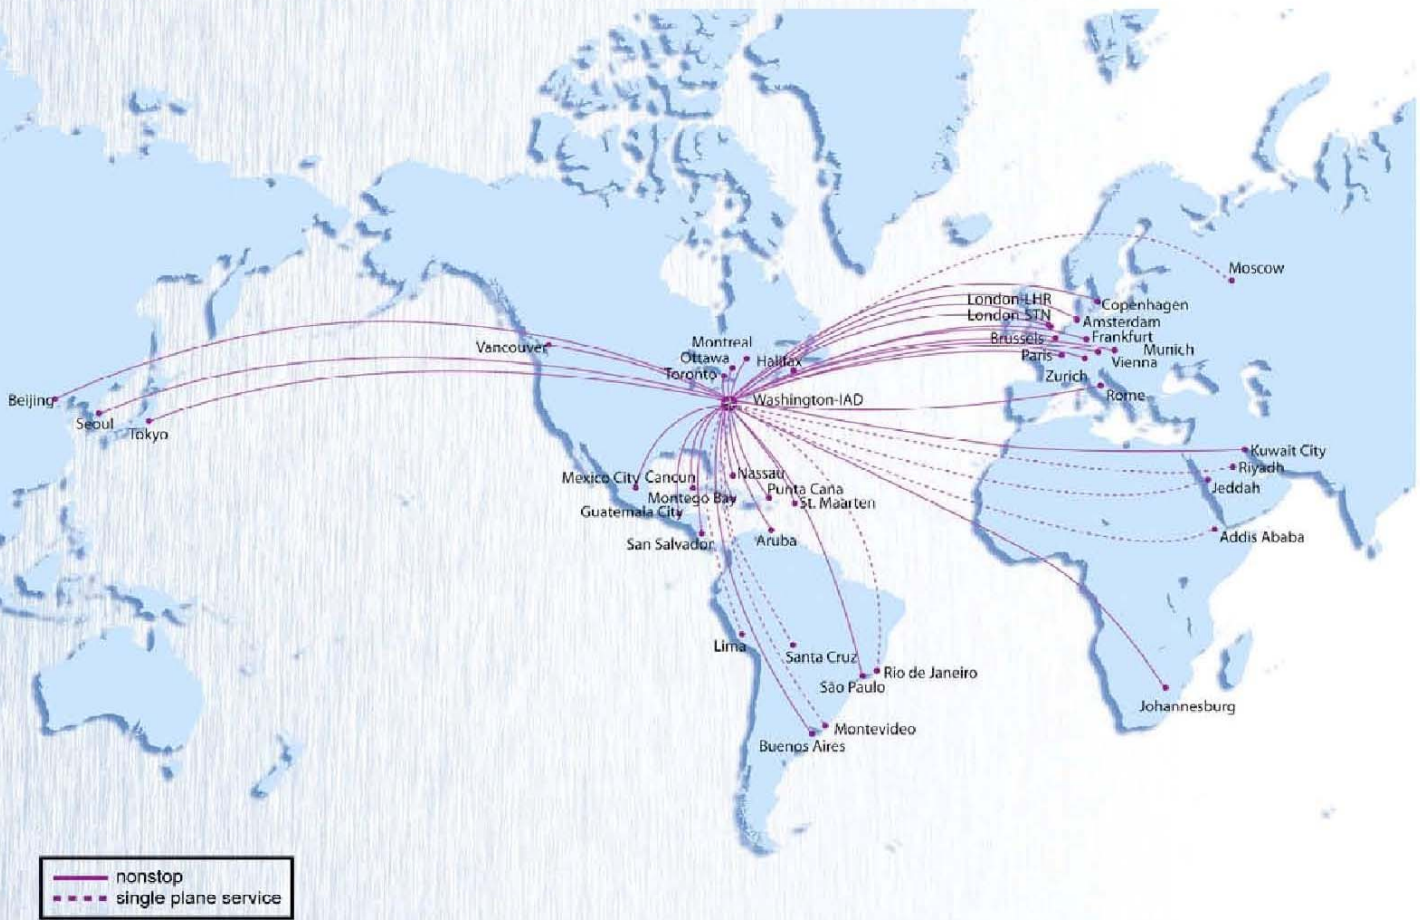 Moscow
London-LHR
Copenhagen
London-STN
Amsterdam
Brussels
Frankfurt
Munich
Paris
Vienna
Zurich
Rome
Montreal
Vancouver
Ottawa
Halifax
Toronto
Washington-IAD
Beijing
Seoul
Tokyo
Kuwait City
Riyadh
Jeddah
Addis Ababa
Mexico City
Cancun
Nassau
Montego Bay
Punta Cana
St. Maarten
Guatemala City
San Salvador
Aruba
Lima
Santa Cruz
São Paulo
Rio de Janeiro
Johannesburg
Montevideo
Buenos Aires
nonstop
single plane service